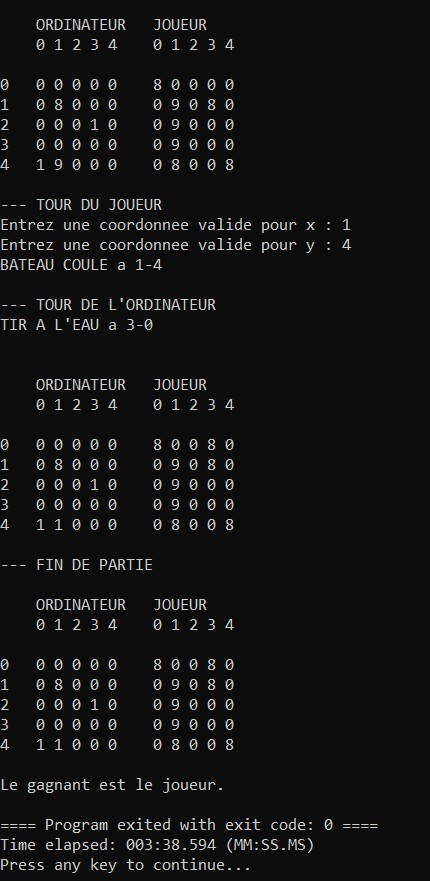 ORDINATEUR   JOUEUR
    0 1 2 3 4    0 1 2 3 4

0   0 0 0 0 0    8 0 0 0 0
1   0 8 0 0 0    0 9 0 8 0
2   0 0 0 1 0    0 9 0 0 0
3   0 0 0 0 0    0 9 0 0 0
4   1 9 0 0 0    0 8 0 0 8

--- TOUR DU JOUEUR
Entrez une coordonnee valide pour x : 1
Entrez une coordonnee valide pour y : 4
BATEAU COULE a 1-4

--- TOUR DE L'ORDINATEUR
TIR A L'EAU a 3-0


    ORDINATEUR   JOUEUR
    0 1 2 3 4    0 1 2 3 4

0   0 0 0 0 0    8 0 0 8 0
1   0 8 0 0 0    0 9 0 8 0
2   0 0 0 1 0    0 9 0 0 0
3   0 0 0 0 0    0 9 0 0 0
4   1 1 0 0 0    0 8 0 0 8

--- FIN DE PARTIE

    ORDINATEUR   JOUEUR
    0 1 2 3 4    0 1 2 3 4

0   0 0 0 0 0    8 0 0 8 0
1   0 8 0 0 0    0 9 0 8 0
2   0 0 0 1 0    0 9 0 0 0
3   0 0 0 0 0    0 9 0 0 0
4   1 1 0 0 0    0 8 0 0 8

Le gagnant est le joueur.

==== Program exited with exit code: 0 ====
Time elapsed: 003:38.594 (MM:SS.MS)
Press any key to continue...